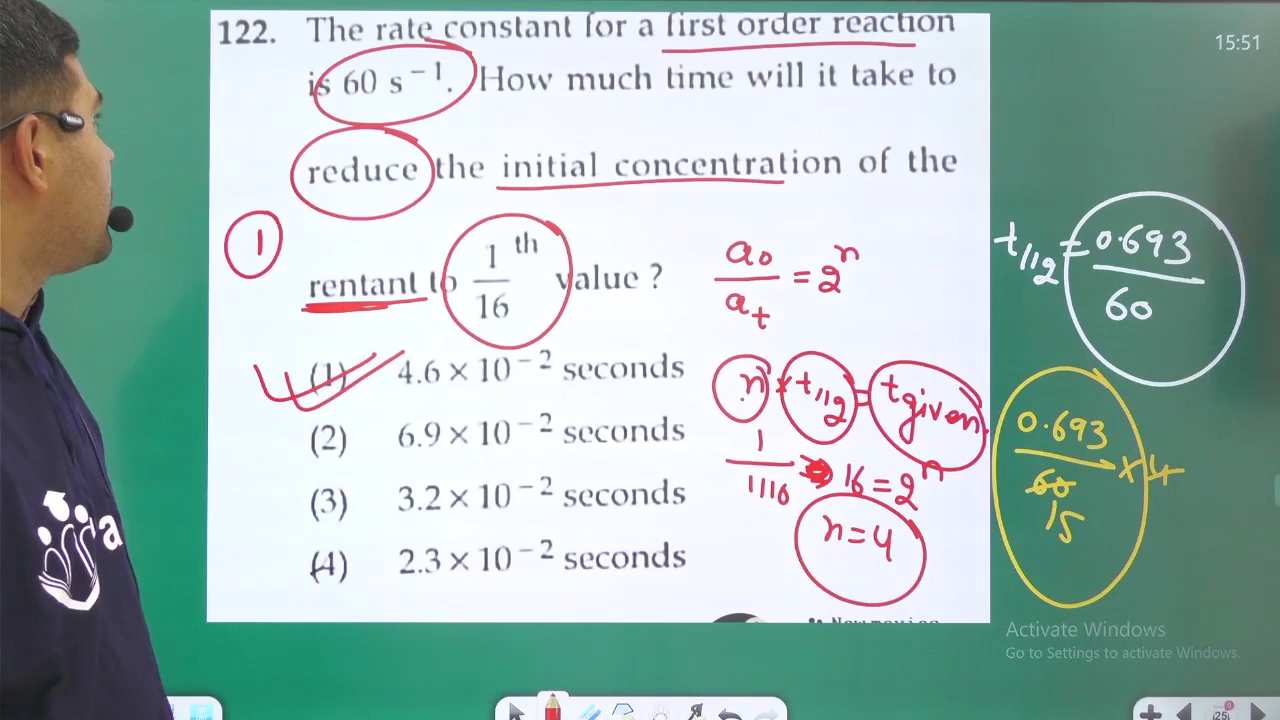 15:51
122. The rate constant for a first order reaction
is 60 s⁻¹. How much time will it take to
reduce the initial concentration of the
rentant to 1/16 th value ?
1
(1) 4.6 × 10⁻² seconds
(2) 6.9 × 10⁻² seconds
(3) 3.2 × 10⁻² seconds
(4) 2.3 × 10⁻² seconds
a₀/aₜ = 2ⁿ
n × t₁/₂ = t given
1/1/16 → 16 = 2ⁿ
n = 4
t₁/₂ = 0.693/60
0.693/60 × 4
15
Activate Windows
Go to Settings to activate Windows.